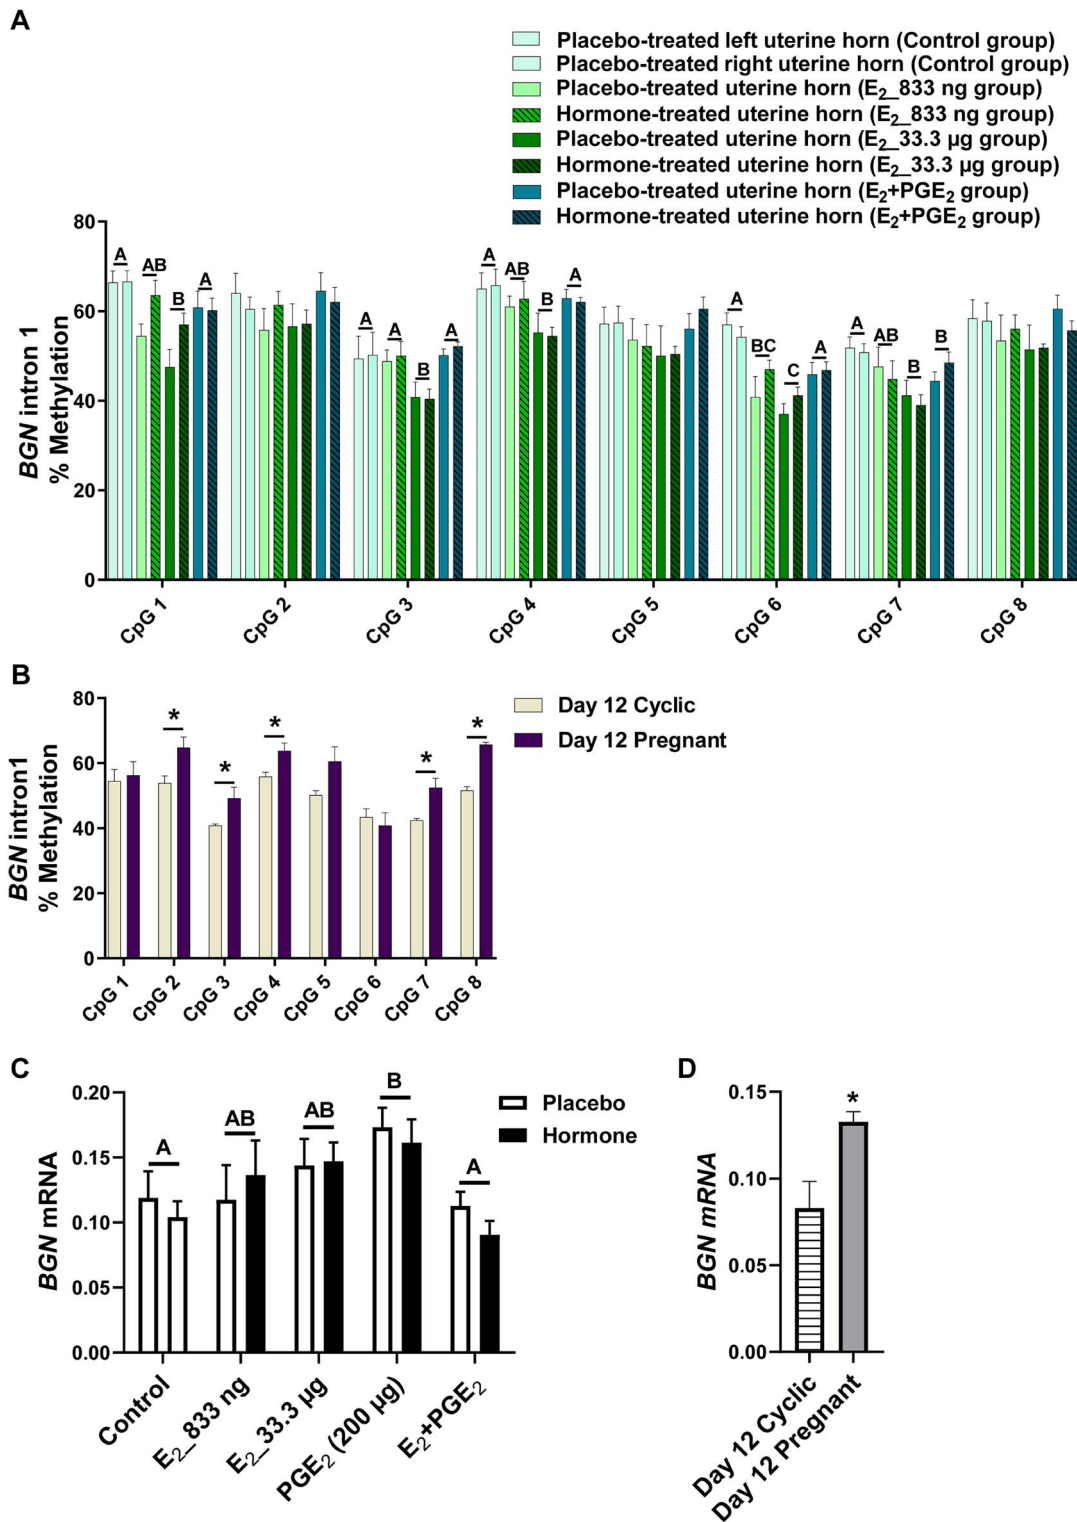 A
Placebo-treated left uterine horn (Control group)
Placebo-treated right uterine horn (Control group)
Placebo-treated uterine horn (E₂_833 ng group)
Hormone-treated uterine horn (E₂_833 ng group)
Placebo-treated uterine horn (E₂_33.3 µg group)
Hormone-treated uterine horn (E₂_33.3 µg group)
Placebo-treated uterine horn (E₂+PGE₂ group)
Hormone-treated uterine horn (E₂+PGE₂ group)
BGN intron 1
% Methylation
80
60
40
20
0
A AB B A
A A B A
A AB B A
A BC C A
A AB B B
CpG 1 CpG 2 CpG 3 CpG 4 CpG 5 CpG 6 CpG 7 CpG 8
B
Day 12 Cyclic
Day 12 Pregnant
BGN intron1
% Methylation
80
60
40
20
0
* * * * *
CpG 1 CpG 2 CpG 3 CpG 4 CpG 5 CpG 6 CpG 7 CpG 8
C
Placebo
Hormone
BGN mRNA
0.20
0.15
0.10
0.05
0.00
A AB AB B A
Control E₂_ 833 ng E₂_ 33.3 µg PGE₂ (200 µg) E₂+PGE₂
D
BGN mRNA
0.15
0.10
0.05
0.00
*
Day 12 Cyclic
Day 12 Pregnant